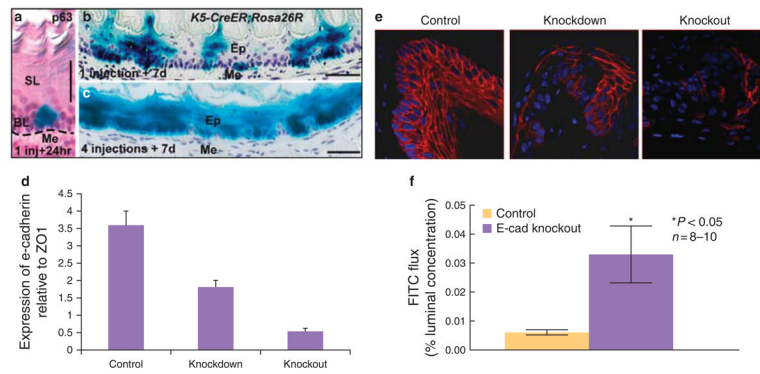 a
p63
SL
BL
Me
1 inj+24hr
b
K5-CreER;Rosa26R
Ep
1 injection + 7d
Me
c
Ep
4 injections + 7d
Me
e
Control
Knockdown
Knockout
d
Expression of e-cadherin
relative to ZO1
4.5
4
3.5
3
2.5
2
1.5
1
0.5
0
Control
Knockdown
Knockout
f
FITC flux
(% luminal concentration)
0.05
0.04
0.03
0.02
0.01
0.00
Control
E-cad knockout
*
*P < 0.05
n = 8–10